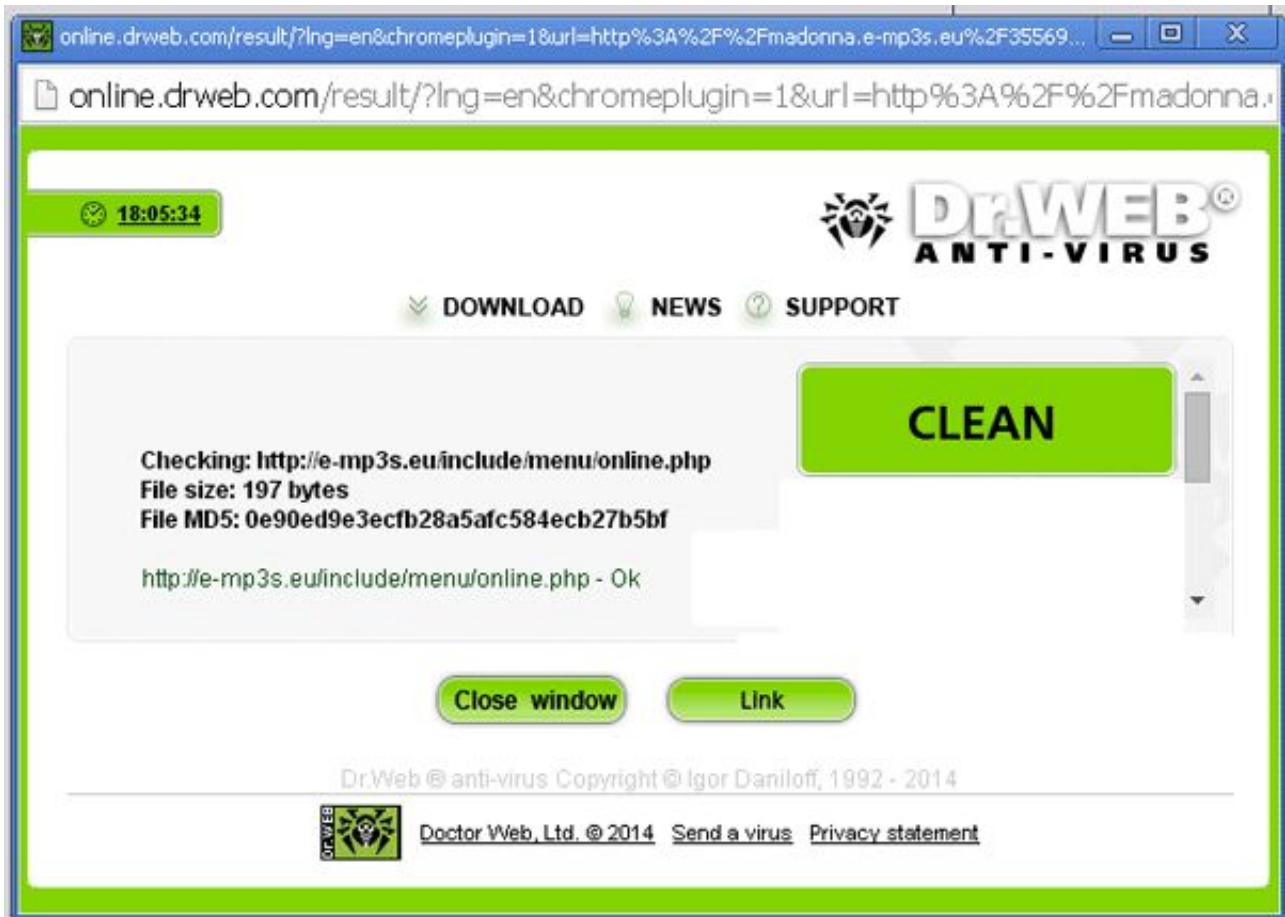 online.drweb.com/result/?lng=en&chromeplugin=1&url=http%3A%2F%2Fmadonna.e-mp3s.eu%2F35569...
online.drweb.com/result/?lng=en&chromeplugin=1&url=http%3A%2F%2Fmadonna.
18:05:34
Dr.WEB®
ANTI-VIRUS
DOWNLOAD NEWS SUPPORT
CLEAN
Checking: http://e-mp3s.eu/include/menu/online.php
File size: 197 bytes
File MD5: 0e90ed9e3ecfb28a5afc584ecb27b5bf
http://e-mp3s.eu/include/menu/online.php - Ok
Close window Link
Dr.Web ® anti-virus Copyright © Igor Daniloff, 1992 - 2014
Dr.WEB
Doctor Web, Ltd. © 2014 Send a virus Privacy statement